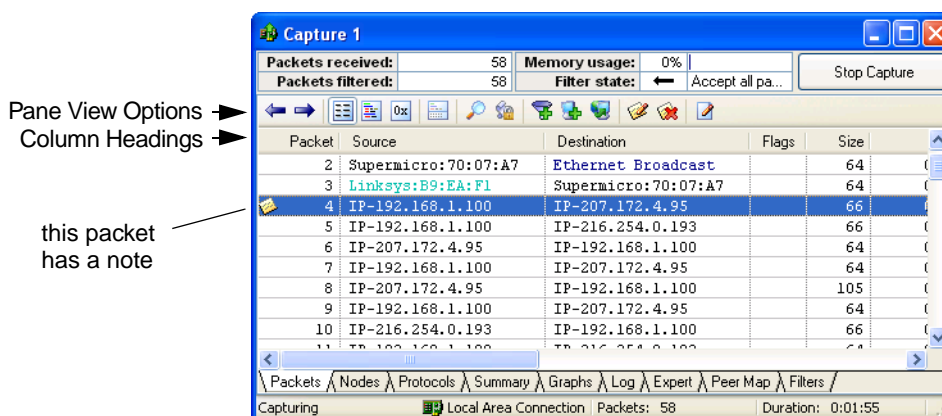 Capture 1
Packets received: 58 Memory usage: 0%
Packets filtered: 58 Filter state: Accept all pa...
Stop Capture
Pane View Options
0x
Column Headings
Packet Source Destination Flags Size
2 Supermicro:70:07:A7 Ethernet Broadcast 64
3 Linksys:B9:EA:F1 Supermicro:70:07:A7 64
4 IP-192.168.1.100 IP-207.172.4.95 66
this packet
has a note
5 IP-192.168.1.100 IP-216.254.0.193 66
6 IP-207.172.4.95 IP-192.168.1.100 64
7 IP-192.168.1.100 IP-207.172.4.95 64
8 IP-207.172.4.95 IP-192.168.1.100 105
9 IP-192.168.1.100 IP-207.172.4.95 64
10 IP-216.254.0.193 IP-192.168.1.100 66
Packets Nodes Protocols Summary Graphs Log Expert Peer Map Filters
Capturing Local Area Connection Packets: 58 Duration: 0:01:55